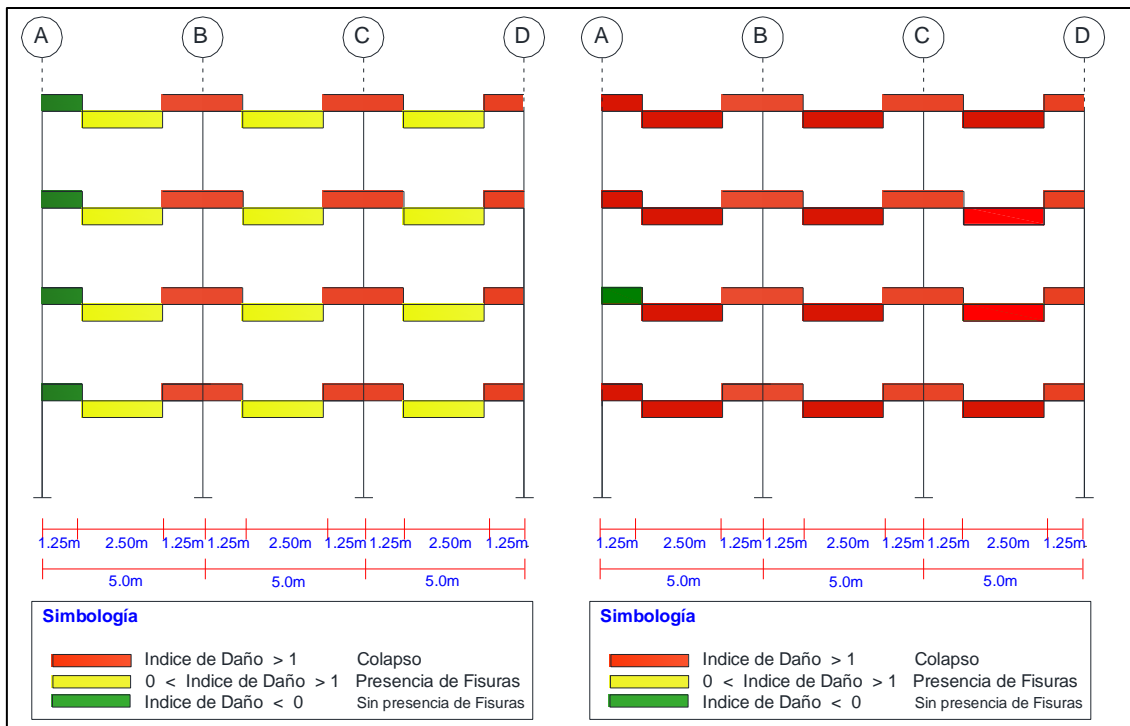 A B C D A B C D
1.25m 2.50m 1.25m 1.25m 2.50m 1.25m 1.25m 2.50m 1.25m
5.0m 5.0m 5.0m
Simbología
Indice de Daño > 1 Colapso
0 < Indice de Daño > 1 Presencia de Fisuras
Indice de Daño < 0 Sin presencia de Fisuras
1.25m 2.50m 1.25m 1.25m 2.50m 1.25m 1.25m 2.50m 1.25m
5.0m 5.0m 5.0m
Simbología
Indice de Daño > 1 Colapso
0 < Indice de Daño > 1 Presencia de Fisuras
Indice de Daño < 0 Sin presencia de Fisuras